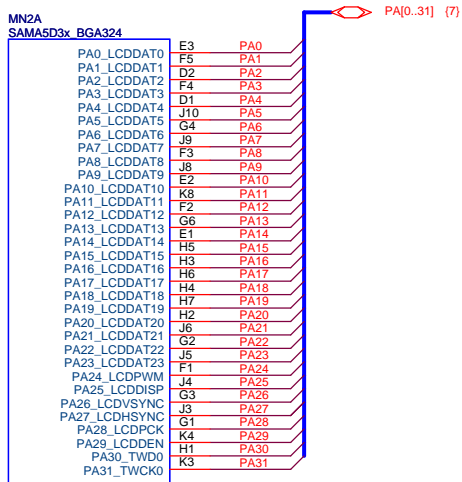 PA[0..31] {7}
MN2A
SAMA5D3x_BGA324
PA0_LCDDAT0 E3 PA0
PA1_LCDDAT1 F5 PA1
PA2_LCDDAT2 D2 PA2
PA3_LCDDAT3 F4 PA3
PA4_LCDDAT4 D1 PA4
PA5_LCDDAT5 J10 PA5
PA6_LCDDAT6 G4 PA6
PA7_LCDDAT7 J9 PA7
PA8_LCDDAT8 F3 PA8
PA9_LCDDAT9 J8 PA9
PA10_LCDDAT10 E2 PA10
PA11_LCDDAT11 K8 PA11
PA12_LCDDAT12 F2 PA12
PA13_LCDDAT13 G6 PA13
PA14_LCDDAT14 E1 PA14
PA15_LCDDAT15 H5 PA15
PA16_LCDDAT16 H3 PA16
PA17_LCDDAT17 H6 PA17
PA18_LCDDAT18 H4 PA18
PA19_LCDDAT19 H7 PA19
PA20_LCDDAT20 H2 PA20
PA21_LCDDAT21 J6 PA21
PA22_LCDDAT22 G2 PA22
PA23_LCDDAT23 J5 PA23
PA24_LCDPWM F1 PA24
PA25_LCDDISP J4 PA25
PA26_LCDVSYNC G3 PA26
PA27_LCDHSYNC J3 PA27
PA28_LCDPCK G1 PA28
PA29_LCDDEN K4 PA29
PA30_TWD0 H1 PA30
PA31_TWCK0 K3 PA31